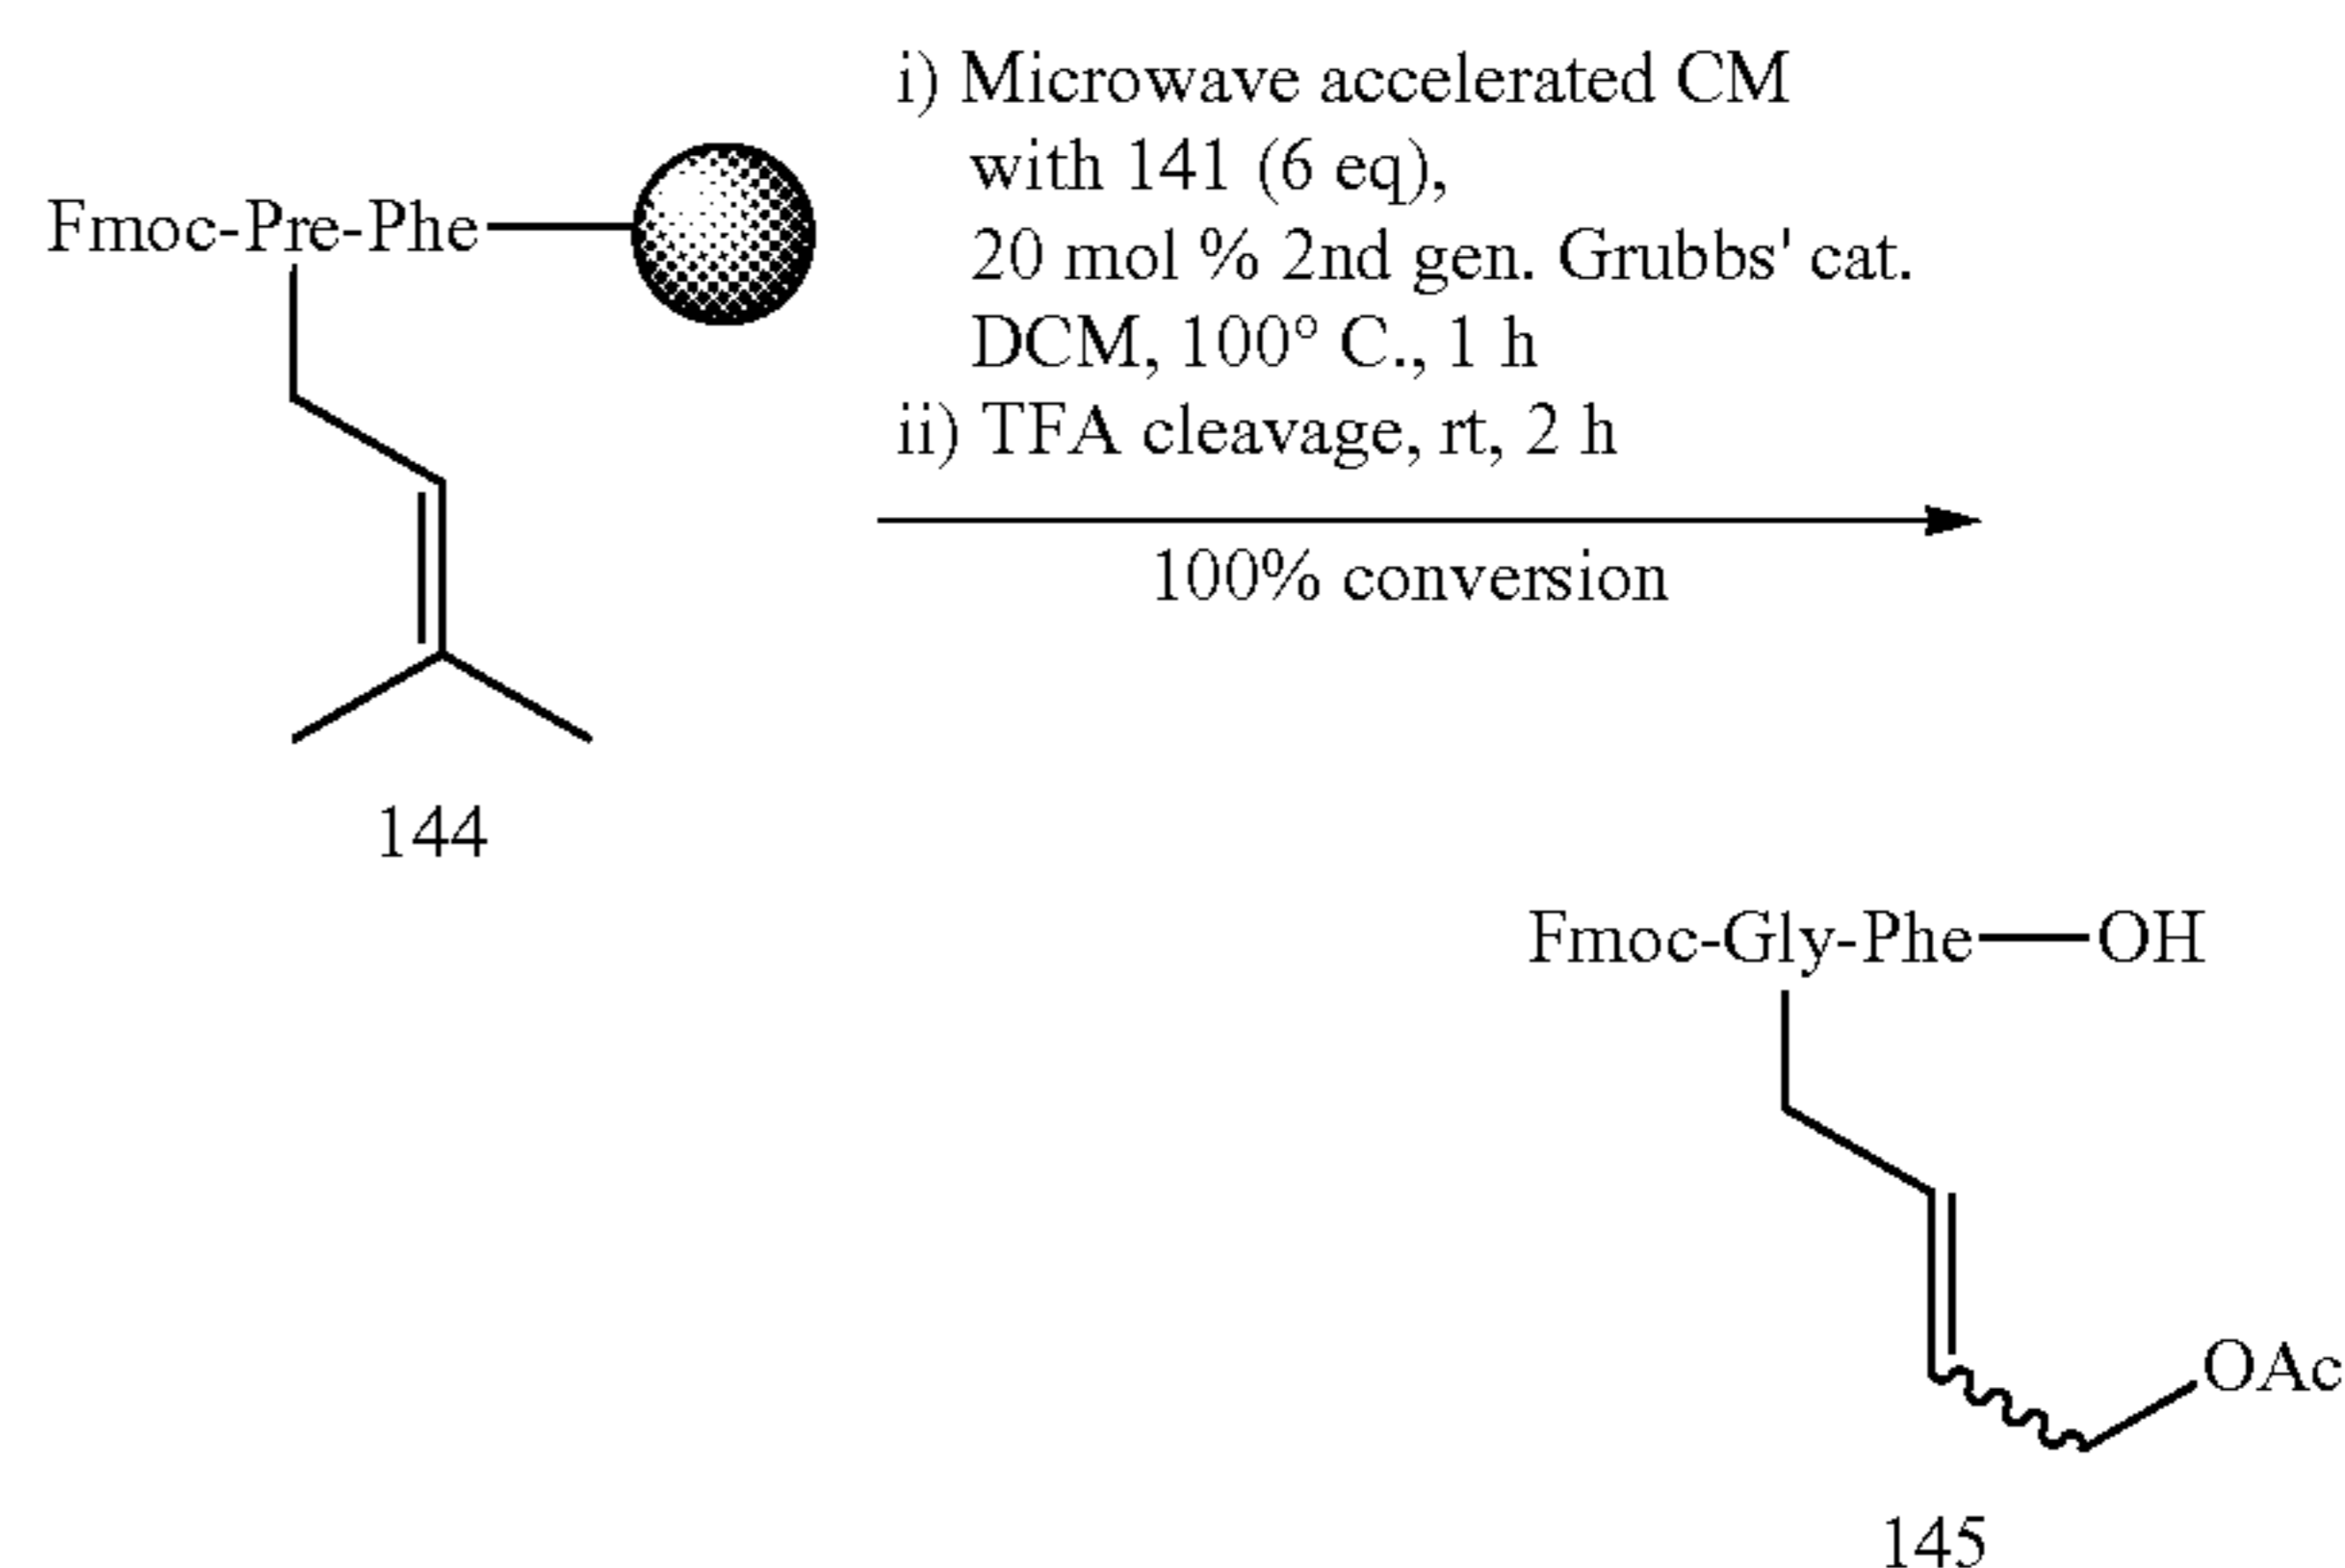 i) Microwave accelerated CM
with 141 (6 eq),
20 mol % 2nd gen. Grubbs' cat.
DCM, 100° C., 1 h
ii) TFA cleavage, rt, 2 h
Fmoc-Pre-Phe
100% conversion
144
Fmoc-Gly-Phe—OH
OAc
145